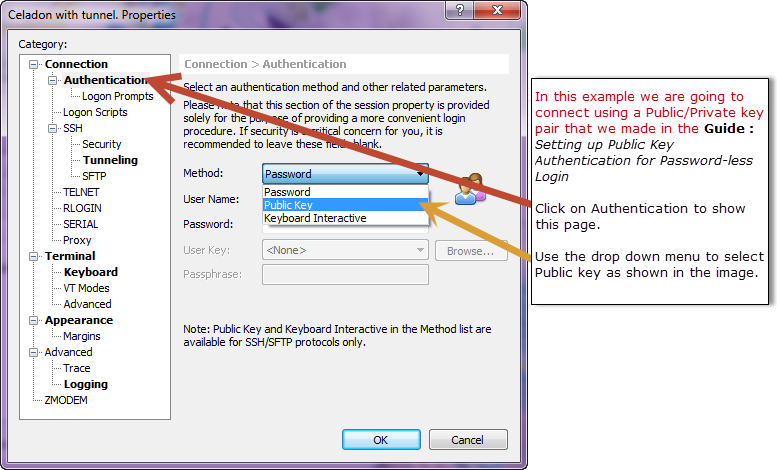 Celadon with tunnel. Properties
Category:
Connection
Authentication
Logon Prompts
Logon Scripts
SSH
Security
Tunneling
SFTP
TELNET
RLOGIN
SERIAL
Proxy
Terminal
Keyboard
VT Modes
Advanced
Appearance
Margins
Advanced
Trace
Logging
ZMODEM
Connection > Authentication
Select an authentication method and other related parameters.
Please note that this section of the session property is provided
solely for the purpose of providing a more convenient login
procedure. If security is a critical concern for you, it is
recommended to leave these fields blank.
Method:
Password
Password
Public Key
Keyboard Interactive
User Name:
Password:
User Key:
<None>
Browse...
Passphrase:
Note: Public Key and Keyboard Interactive in the Method list are
available for SSH/SFTP protocols only.
OK
Cancel
In this example we are going to
connect using a Public/Private key
pair that we made in the Guide :
Setting up Public Key
Authentication for Password-less
Login
Click on Authentication to show
this page.
Use the drop down menu to select
Public key as shown in the image.